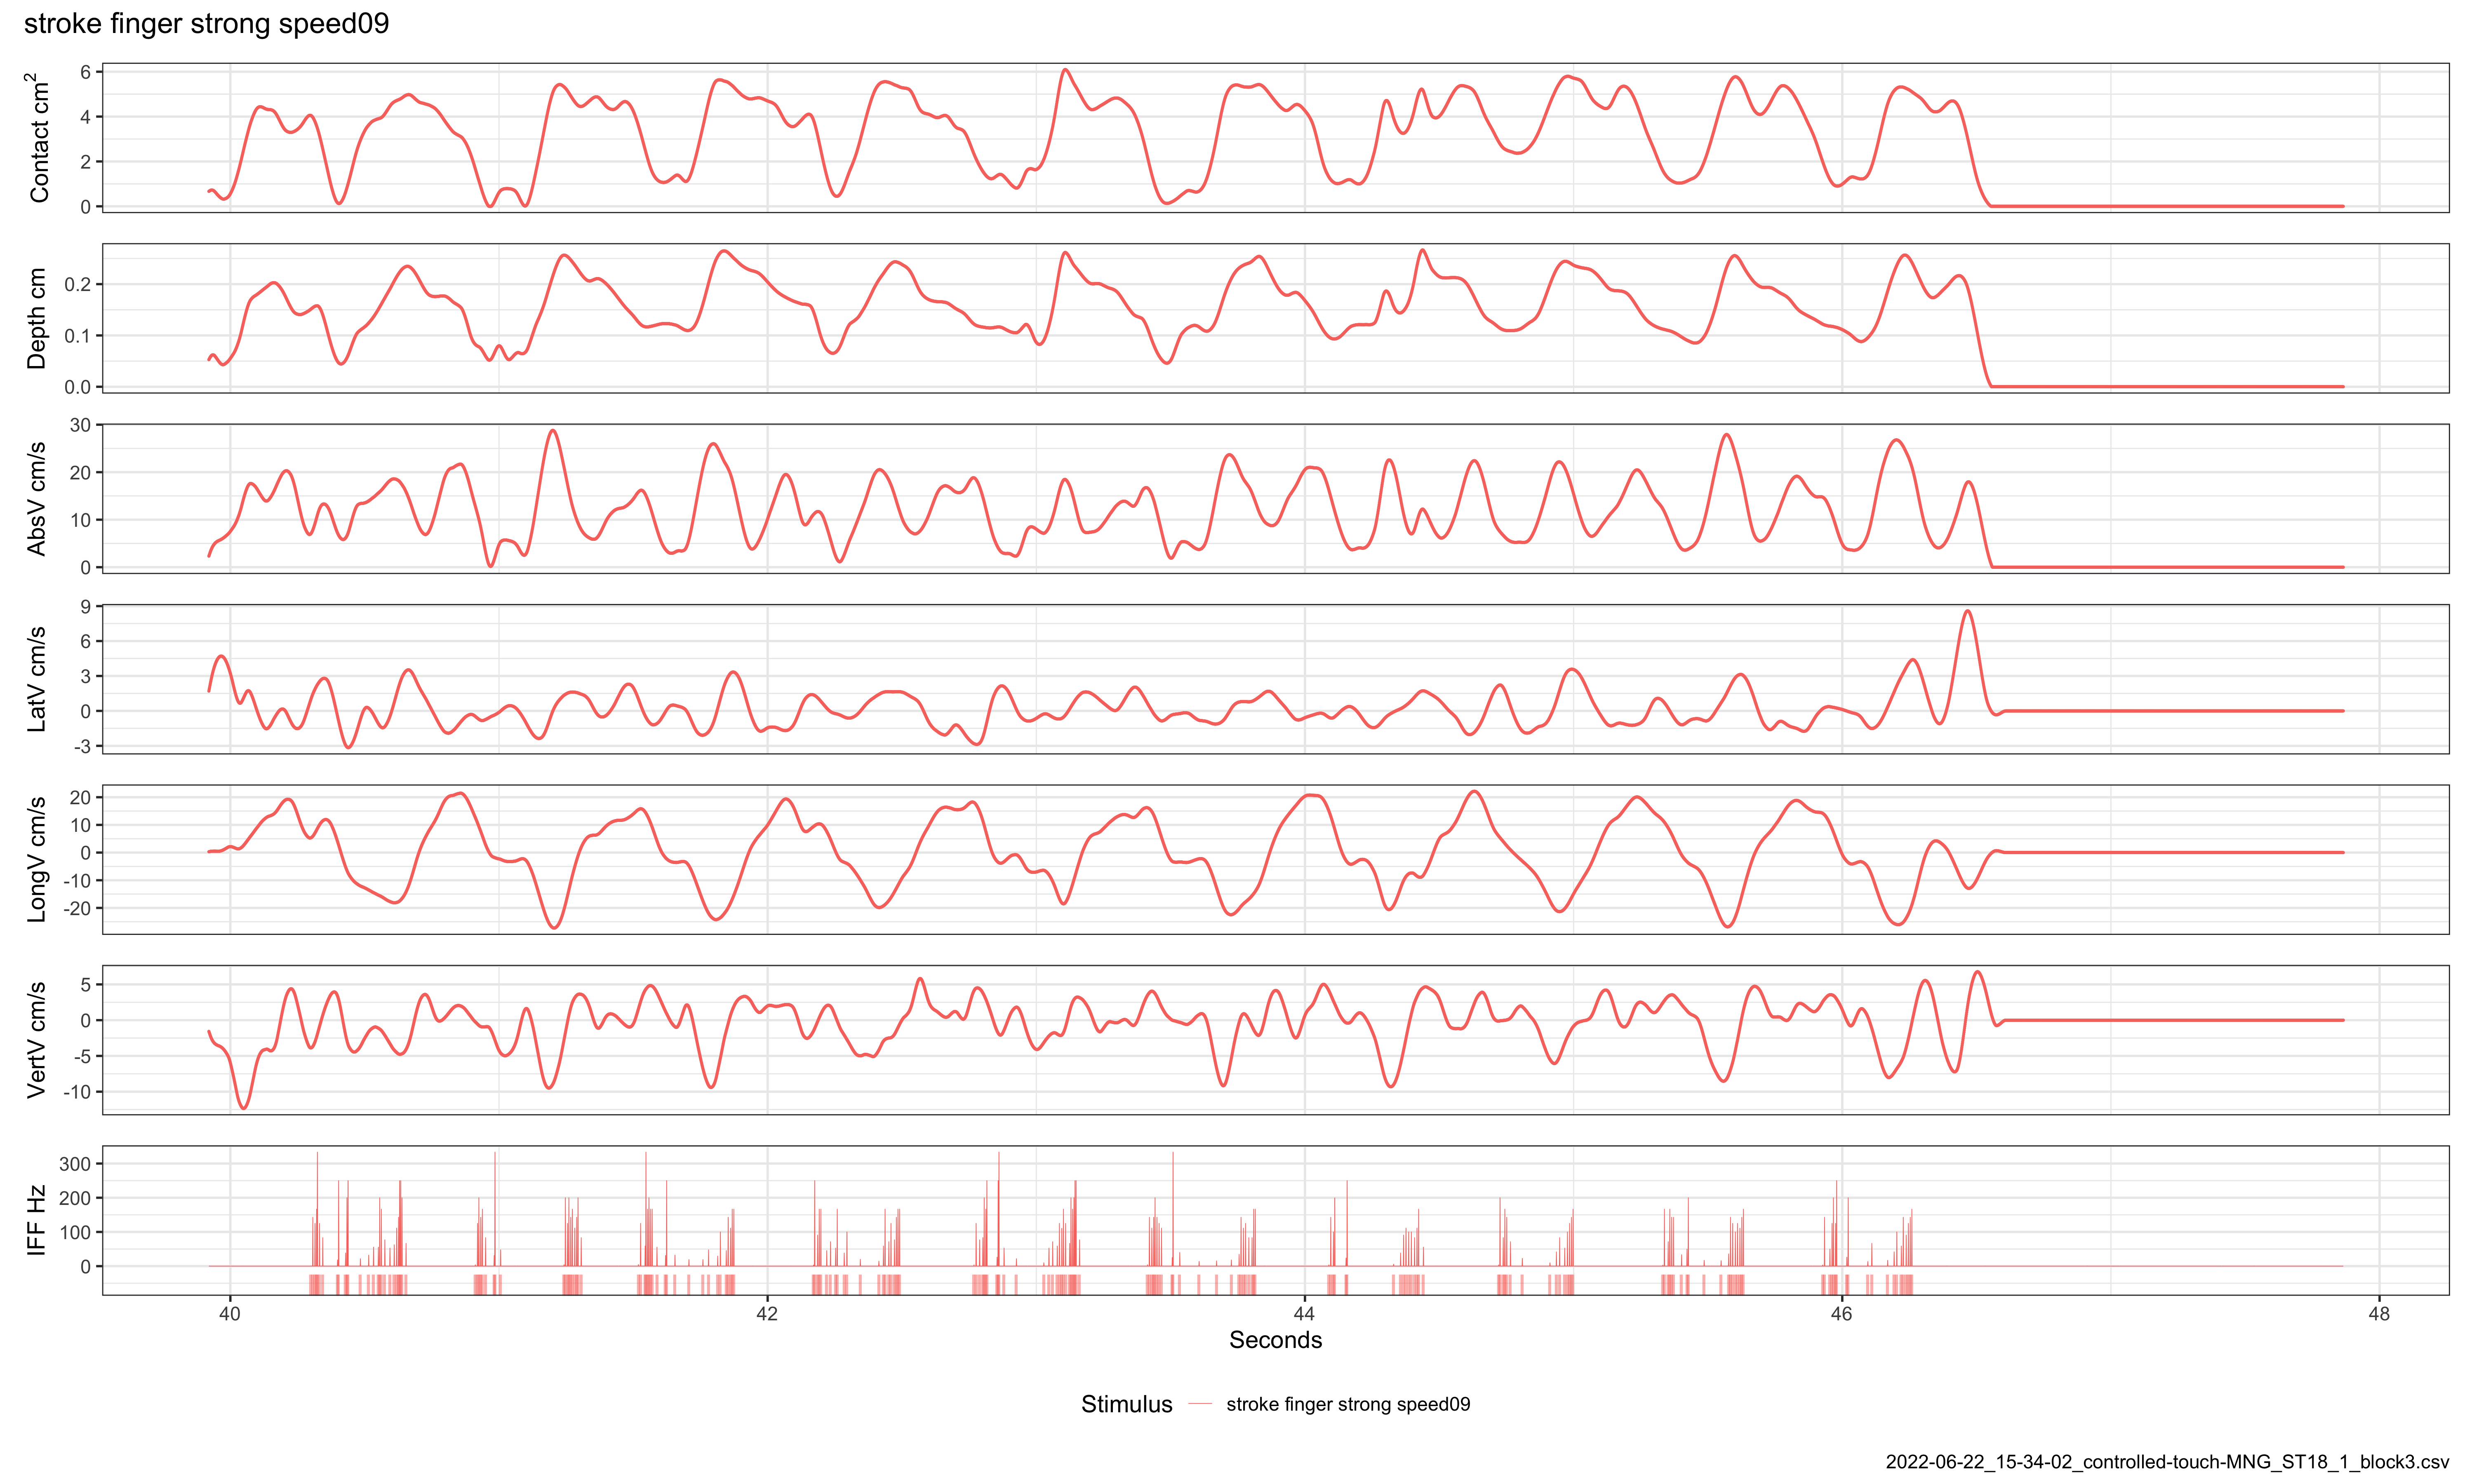 stroke finger strong speed09
Contact cm²
6
4
2
0
Depth cm
0.2
0.1
0.0
AbsV cm/s
30
20
10
0
LatV cm/s
9
6
3
0
-3
LongV cm/s
20
10
0
-10
-20
VertV cm/s
5
0
-5
-10
IFF Hz
300
200
100
0
40 42 44 46 48
Seconds
Stimulus stroke finger strong speed09
2022-06-22_15-34-02_controlled-touch-MNG_ST18_1_block3.csv